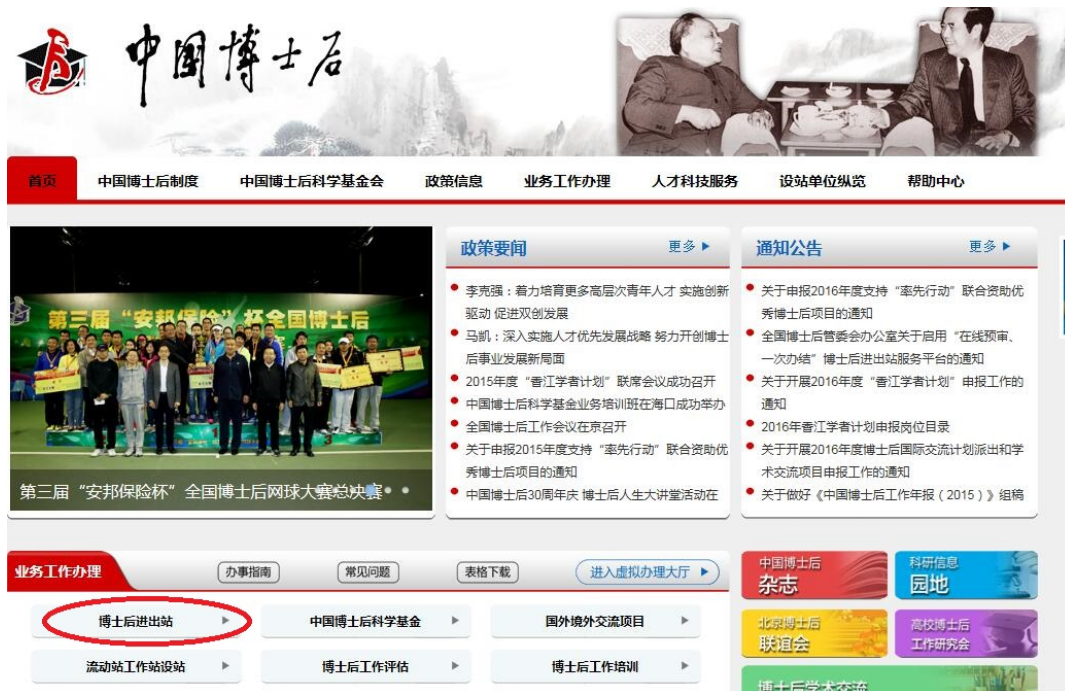 中国博士后
首页 中国博士后制度 中国博士后科学基金会 政策信息 业务工作办理 人才科技服务 设站单位纵览 帮助中心
第三届“安邦保险”杯全国博士后
第三届“安邦保险杯”全国博士后网球大赛总决赛
政策要闻 更多
李克强：着力培育更多高层次青年人才 实施创新
驱动 促进双创发展
马凯：深入实施人才优先发展战略 努力开创博士
后事业发展新局面
2015年度“香江学者计划”联席会议成功召开
中国博士后科学基金业务培训班在海口成功举办
全国博士后工作会议在京召开
关于申报2015年度支持“率先行动”联合资助优
秀博士后项目的通知
中国博士后30周年庆 博士后人生大讲堂活动在
通知公告 更多
关于申报2016年度支持“率先行动”联合资助优
秀博士后项目的通知
全国博士后管委会办公室关于启用“在线预审、
一次办结”博士后进出站服务平台的通知
关于开展2016年度“香江学者计划”申报工作的
通知
2016年香江学者计划申报岗位目录
关于开展2016年度博士后国际交流计划派出和学
术交流项目申报工作的通知
关于做好《中国博士后工作年报（2015）》组稿
业务工作办理 办事指南 常见问题 表格下载 进入虚拟办理大厅
博士后进出站 中国博士后科学基金 国外境外交流项目
流动站工作站设站 博士后工作评估 博士后工作培训
中国博士后
杂志
科研信息
园地
北京博士后
联谊会
高校博士后
工作研究会
博士后学术交流